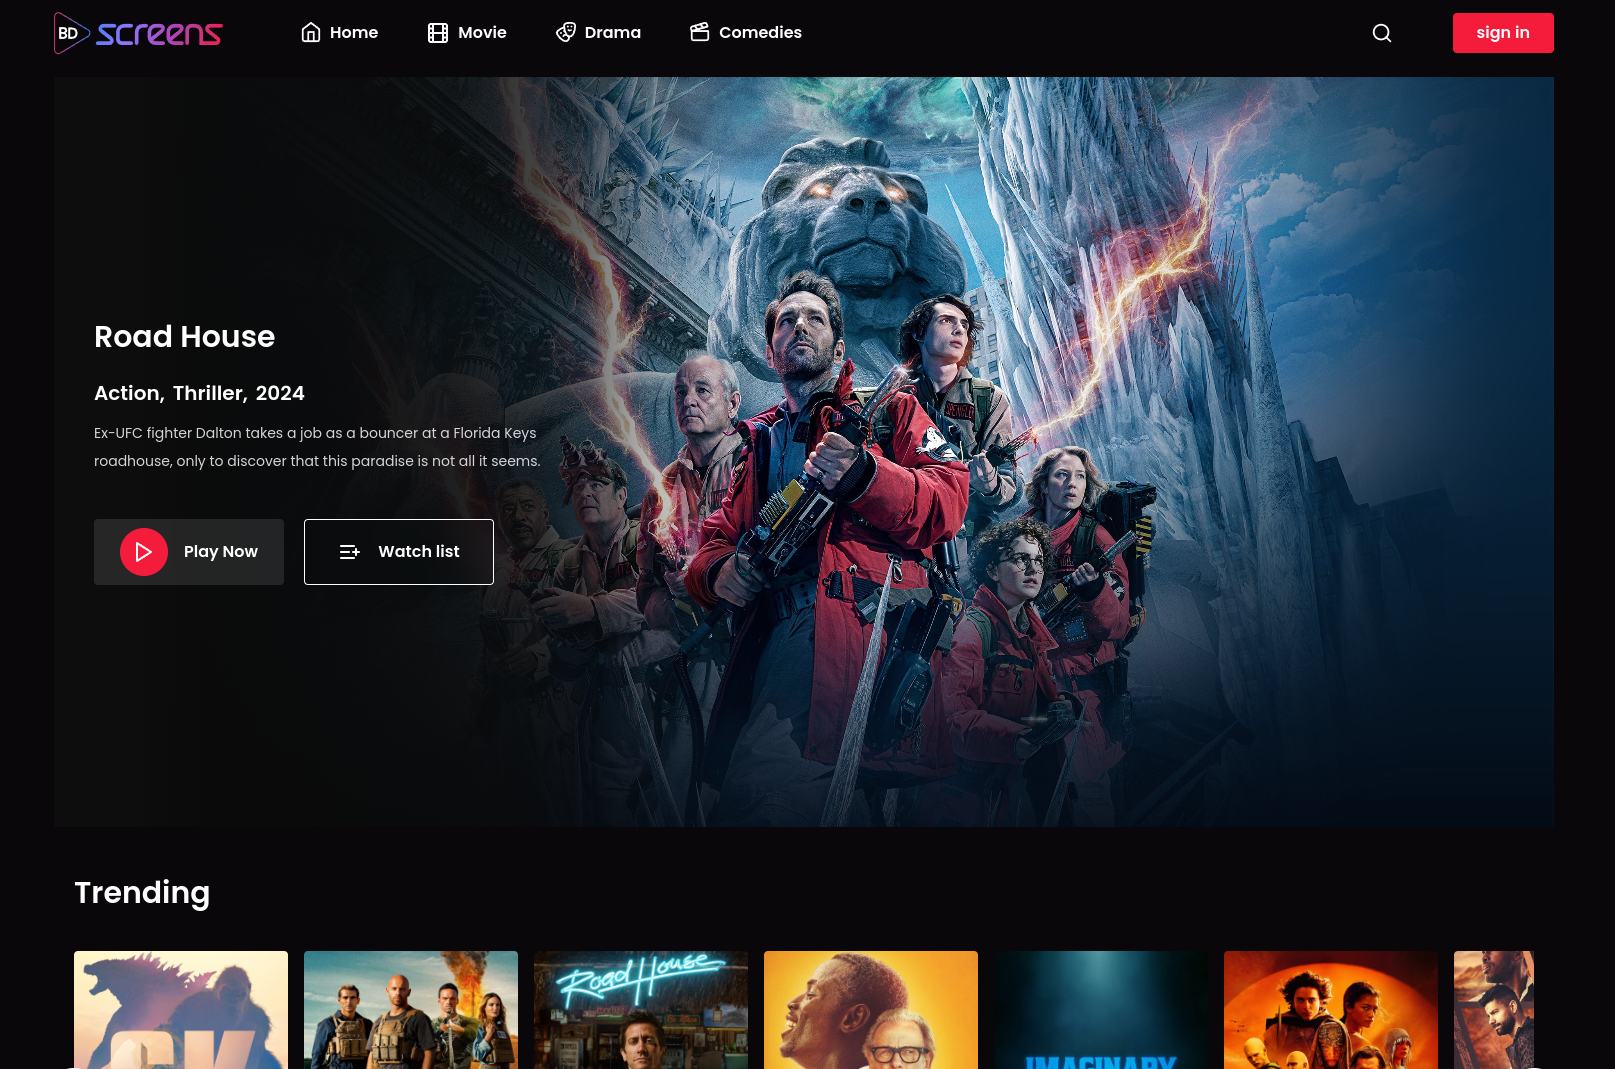 BD screens
Home
Movie
Drama
Comedies
sign in
Road House
Action, Thriller, 2024
Ex-UFC fighter Dalton takes a job as a bouncer at a Florida Keys
roadhouse, only to discover that this paradise is not all it seems.
SPENGLER
Play Now
Watch list
Trending
Road House
GK
IMAGINARY